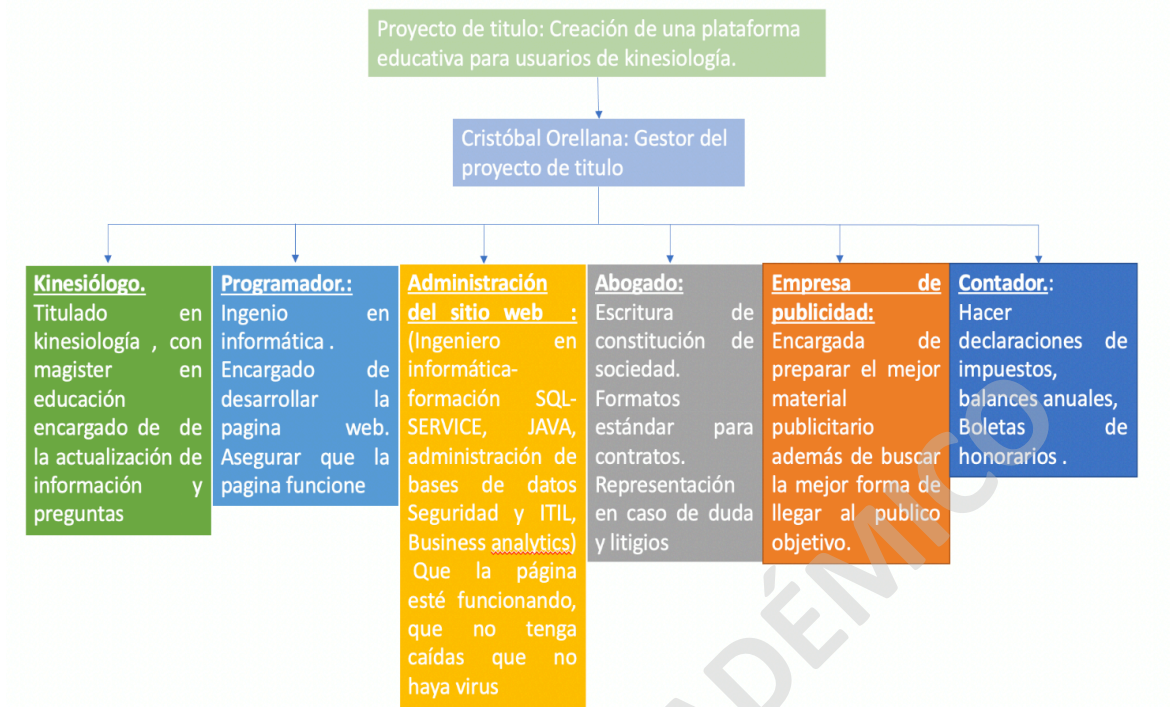 Proyecto de titulo: Creación de una plataforma
educativa para usuarios de kinesiología.
Cristóbal Orellana: Gestor del
proyecto de titulo
Kinesiólogo.
Titulado en
kinesiología , con
magister en
educación
encargado de de
la actualización de
información y
preguntas
Programador.:
Ingenio en
informática .
Encargado de
desarrollar la
pagina web.
Asegurar que la
pagina funcione
Administración
del sitio web :
(Ingeniero en
informática-
formación SQL-
SERVICE, JAVA,
administración de
bases de datos
Seguridad y ITIL,
Business analytics)
Que la página
esté funcionando,
que no tenga
caídas que no
haya virus
Abogado:
Escritura de
constitución de
sociedad.
Formatos
estándar para
contratos.
Representación
en caso de duda
y litigios
Empresa de
publicidad:
Encargada de
preparar el mejor
material
publicitario
además de buscar
la mejor forma de
llegar al publico
objetivo.
Contador.:
Hacer
declaraciones de
impuestos,
balances anuales,
Boletas de
honorarios .
ADÉMICO